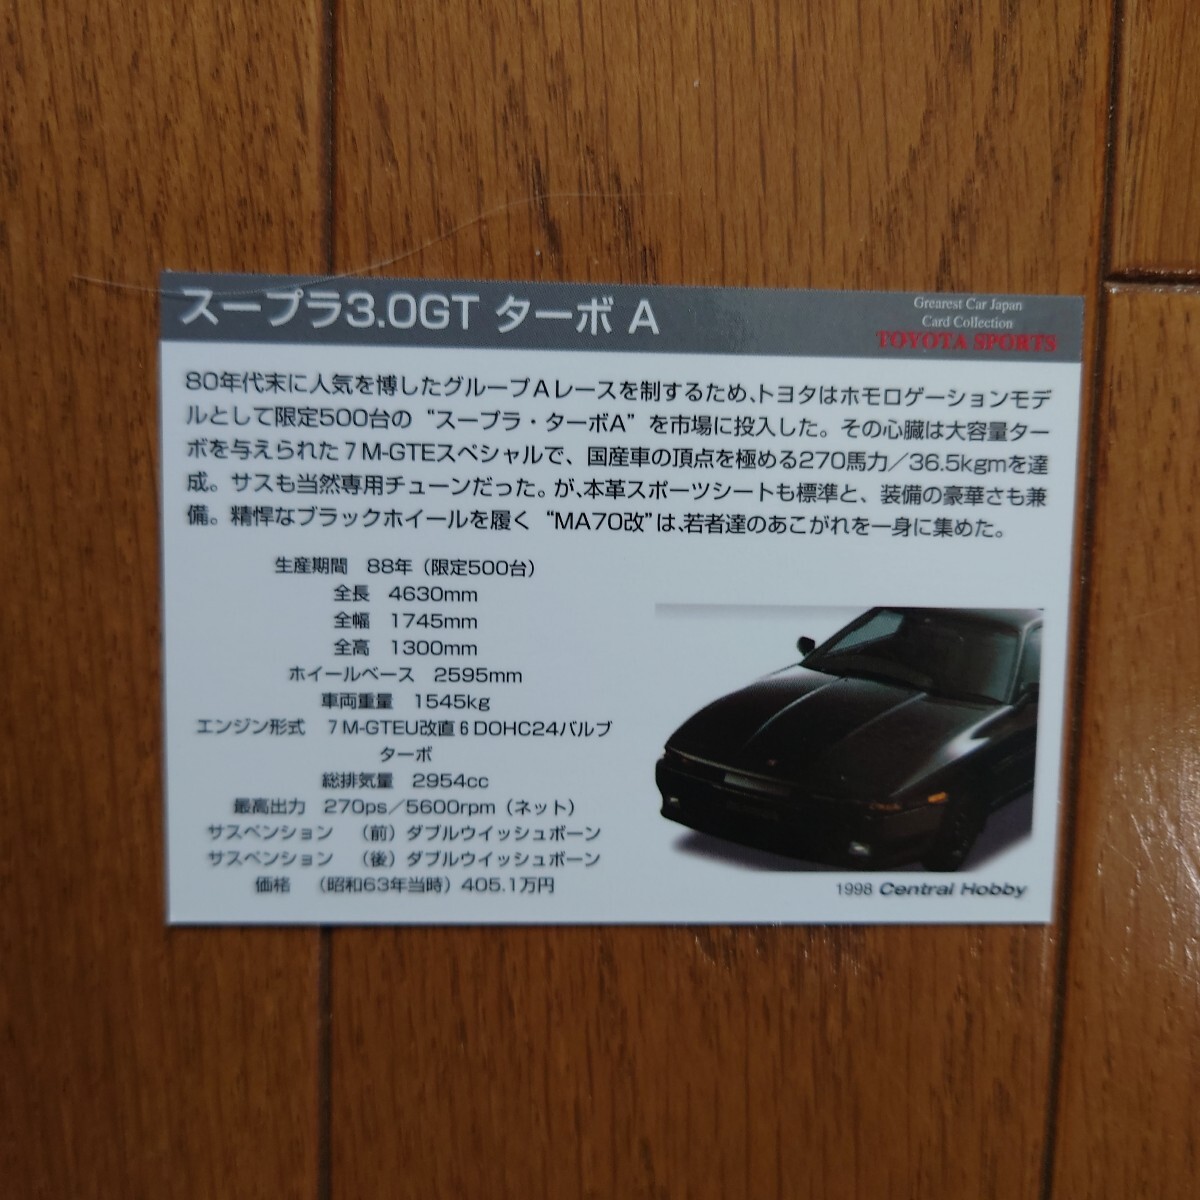 スープラ3.0GT ターボ A
Grearest Car Japan
Card Collection
TOYOTA SPORTS
80年代末に人気を博したグループAレースを制するため、トヨタはホモロゲーションモデ
ルとして限定500台の“スープラ・ターボA”を市場に投入した。その心臓は大容量ター
ボを与えられた7M-GTEスペシャルで、国産車の頂点を極める270馬力／36.5kgmを達
成。サスも当然専用チューンだった。が、本革スポーツシートも標準と、装備の豪華さも兼
備。精悍なブラックホイールを履く“MA70改”は、若者達のあこがれを一身に集めた。
生産期間 88年（限定500台）
全長 4630mm
全幅 1745mm
全高 1300mm
ホイールベース 2595mm
車両重量 1545kg
エンジン形式 7M-GTEU改直6DOHC24バルブ
ターボ
総排気量 2954cc
最高出力 270ps／5600rpm（ネット）
サスペンション （前）ダブルウイッシュボーン
サスペンション （後）ダブルウイッシュボーン
価格 （昭和63年当時）405.1万円
1998 Central Hobby